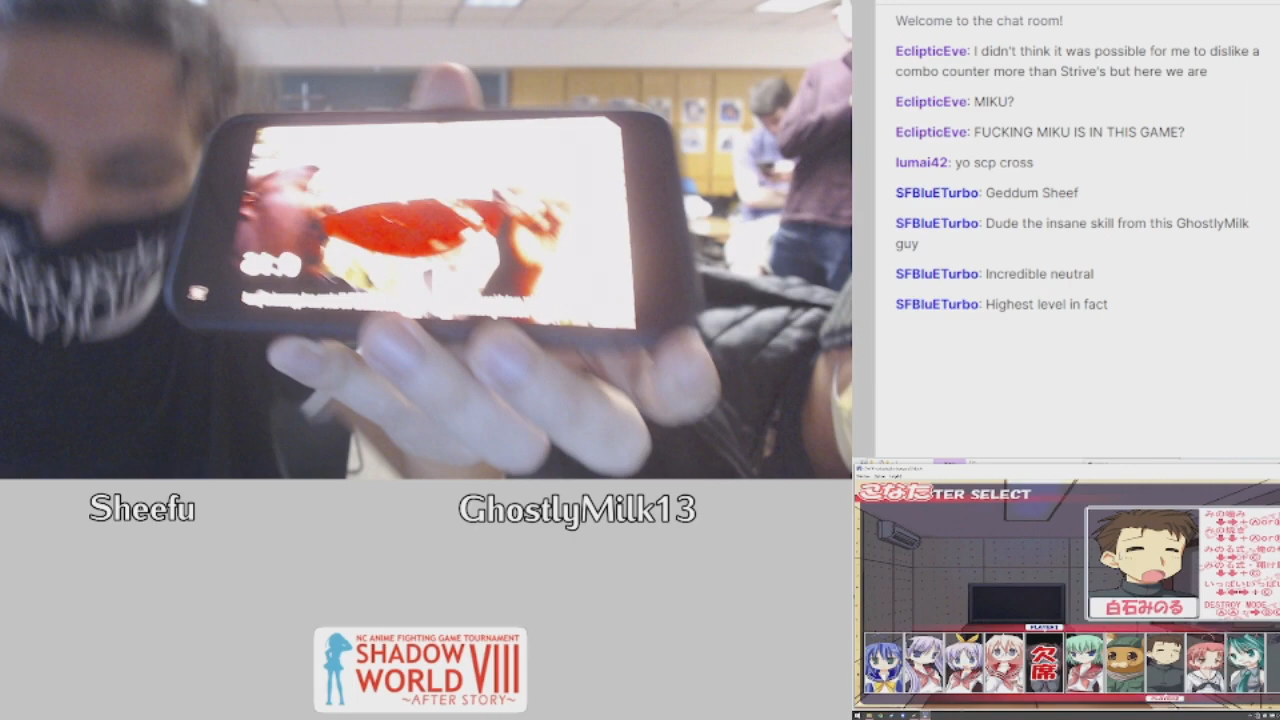 Welcome to the chat room!
EclipticEve: I didn't think it was possible for me to dislike a
combo counter more than Strive's but here we are
EclipticEve: MIKU?
EclipticEve: FUCKING MIKU IS IN THIS GAME?
lumai42: yo scp cross
SFBluETurbo: Geddum Sheef
SFBluETurbo: Dude the insane skill from this GhostlyMilk
guy
SFBluETurbo: Incredible neutral
SFBluETurbo: Highest level in fact
Sheefu
GhostlyMilk13
NC ANIME FIGHTING GAME TOURNAMENT
SHADOW
WORLD VIII
~AFTER STORY~
こなた TER SELECT
白石みのる
DESTROY MODE
PLAYER1
欠席